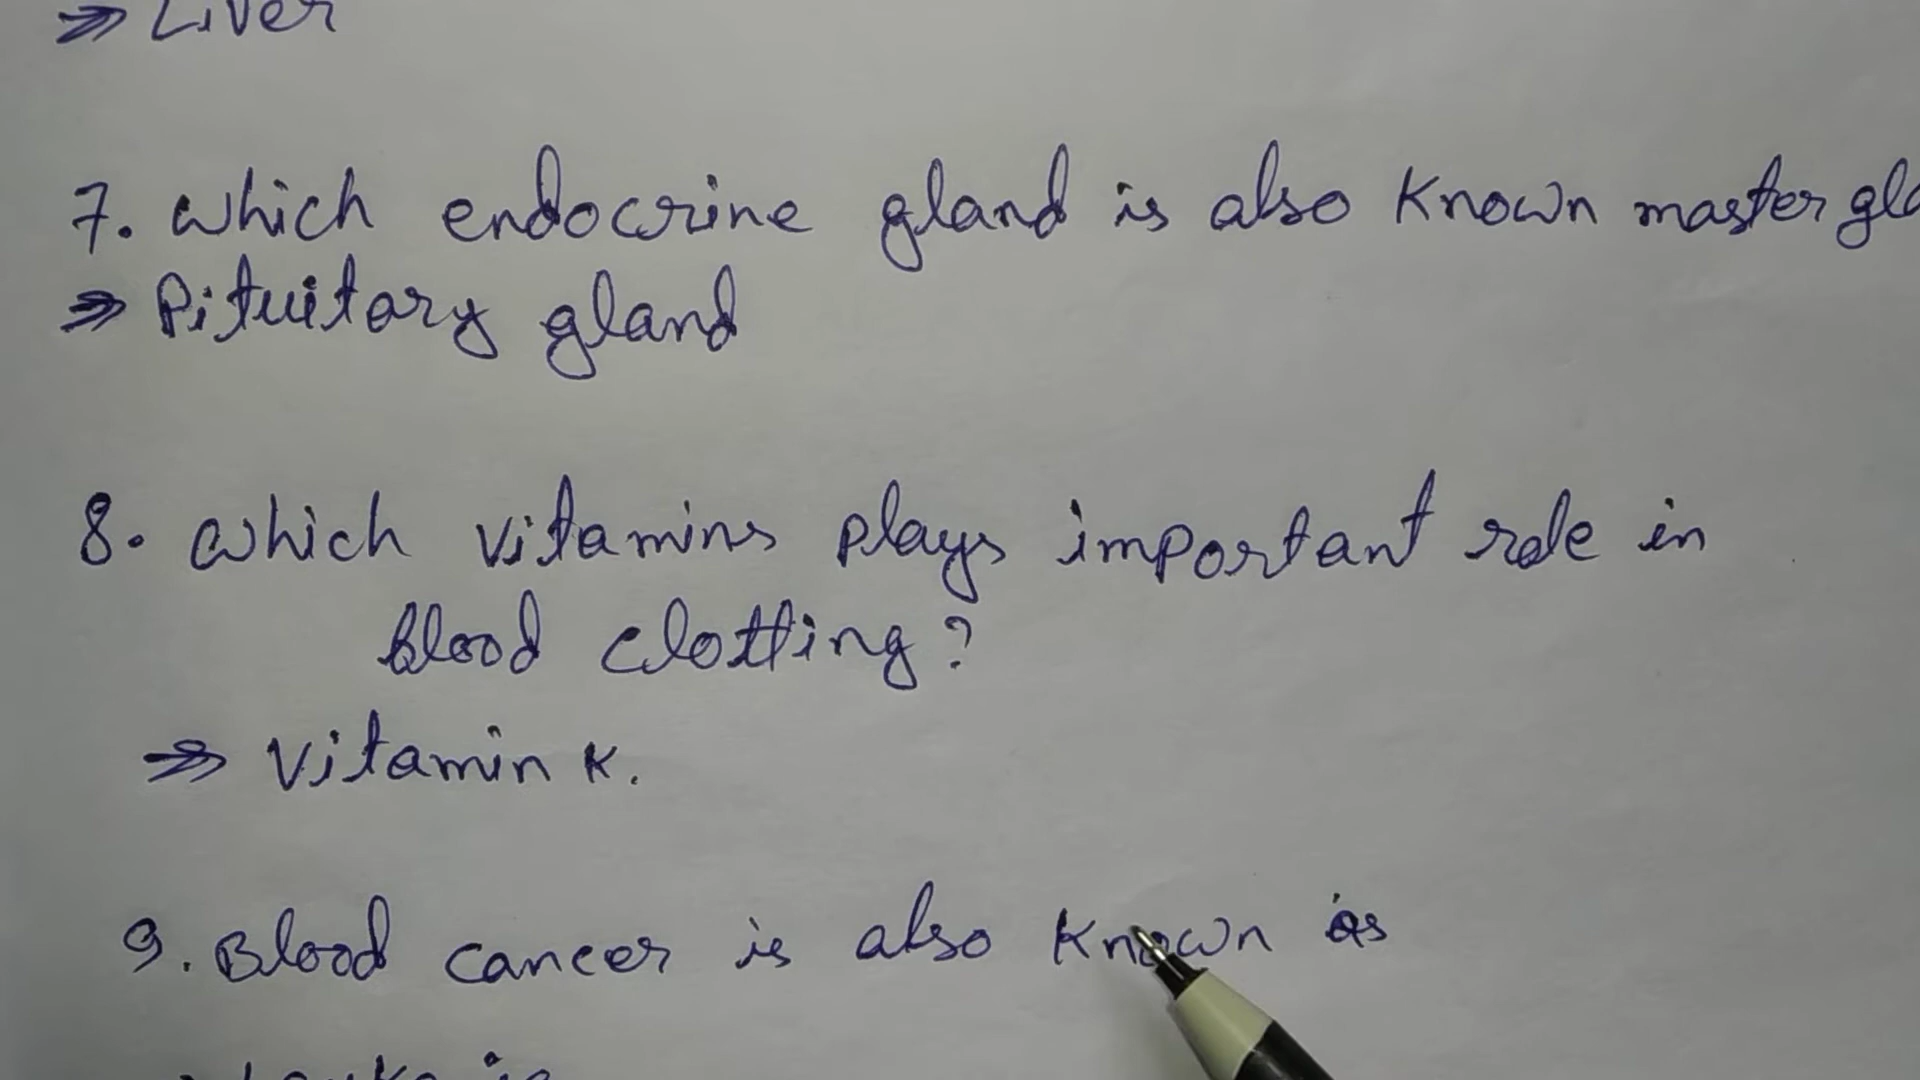 ⇒ Liver
7. which endocrine gland is also known master gla
⇒ Pituitary gland
8. which vitamins plays important role in
blood clotting?
⇒ Vitamin K.
9. Blood cancer is also known as